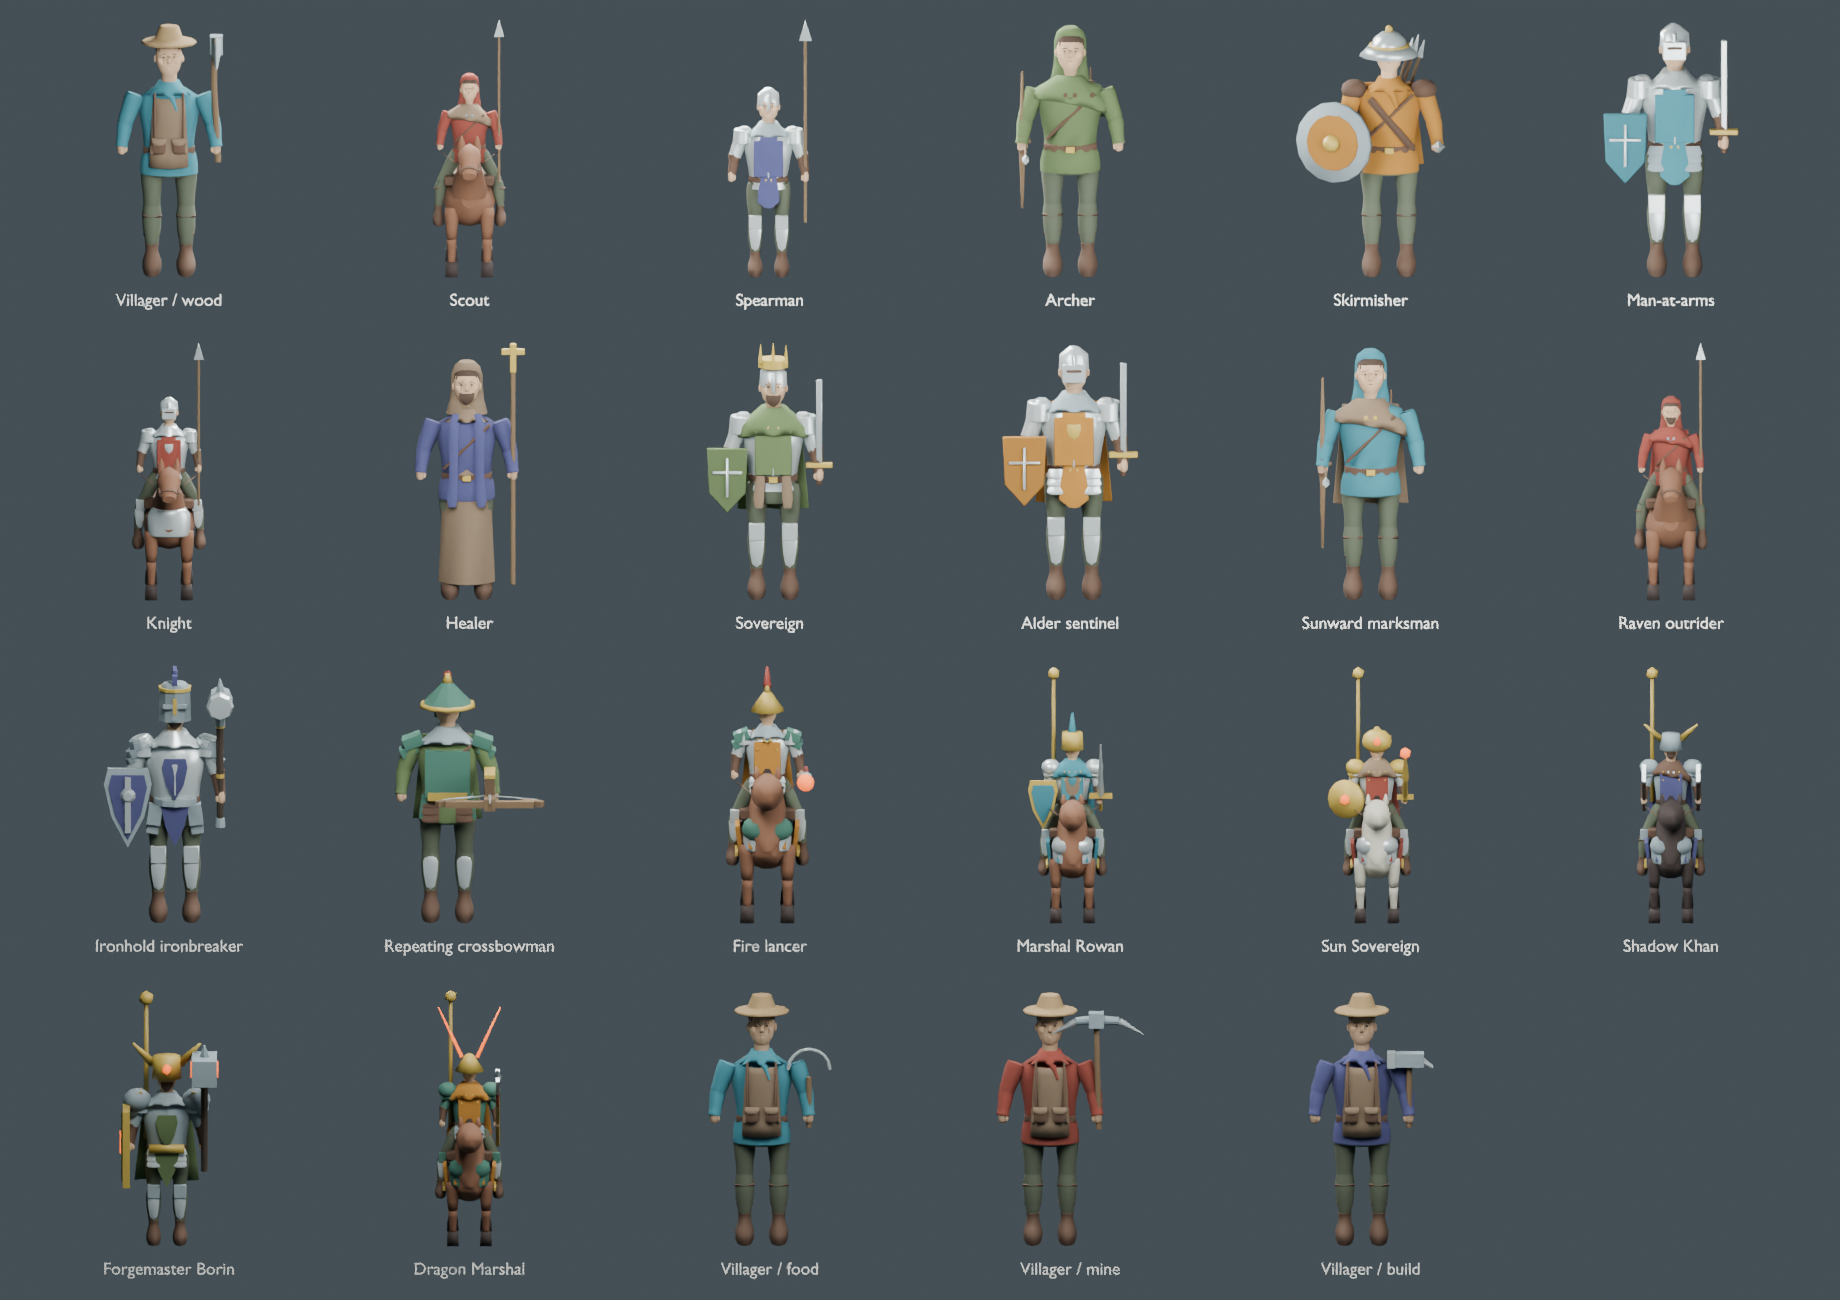 Villager / wood
Scout
Spearman
Archer
Skirmisher
Man-at-arms
Knight
Healer
Sovereign
Alder sentinel
Sunward marksman
Raven outrider
Ironhold ironbreaker
Repeating crossbowman
Fire lancer
Marshal Rowan
Sun Sovereign
Shadow Khan
Forgemaster Borin
Dragon Marshal
Villager / food
Villager / mine
Villager / build